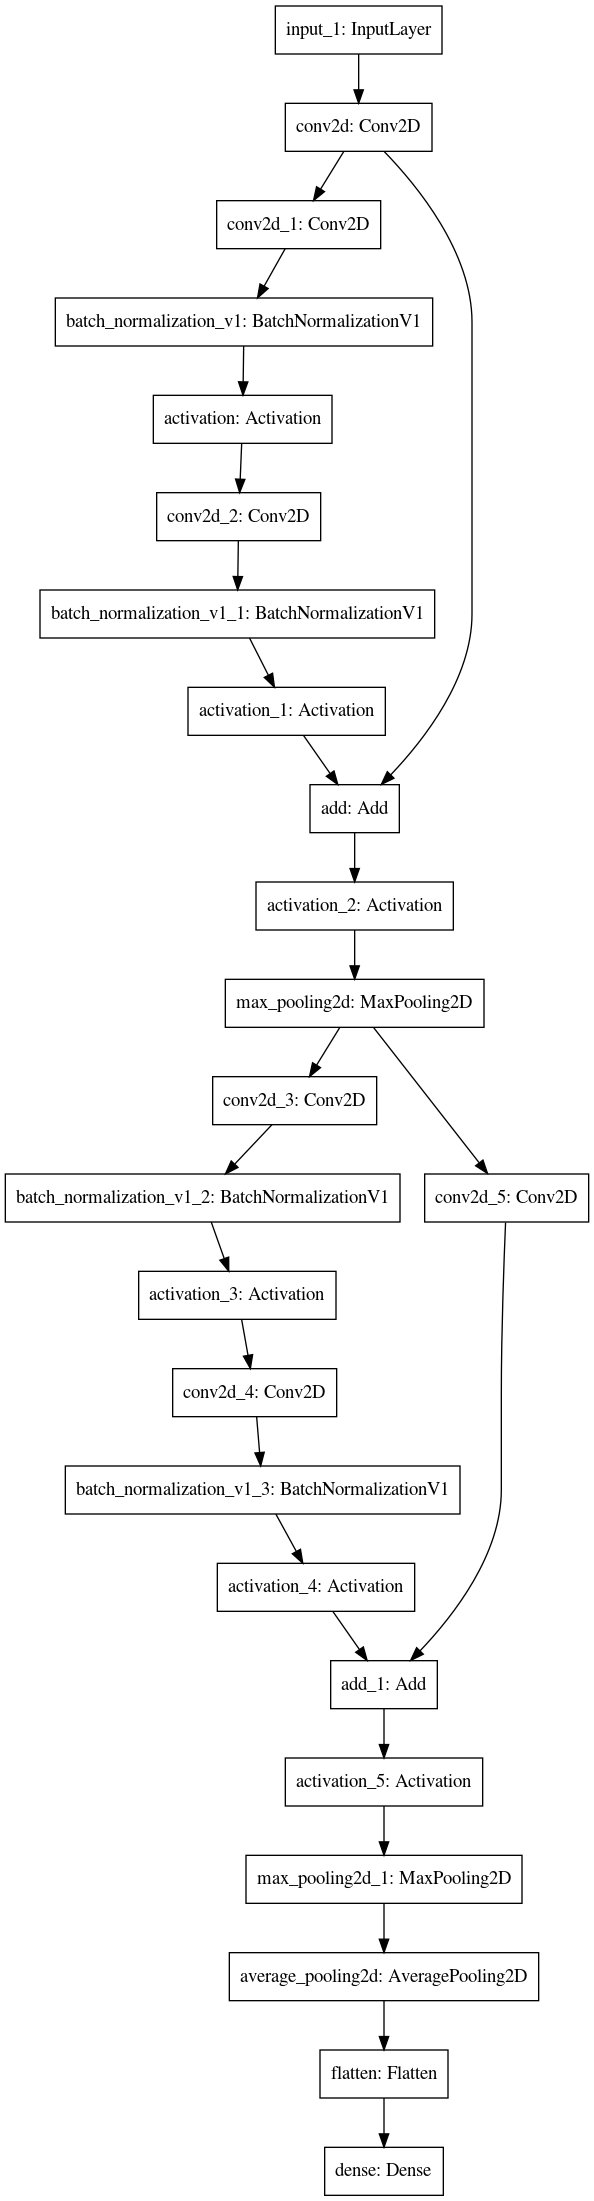 input_1: InputLayer
conv2d: Conv2D
conv2d_1: Conv2D
batch_normalization_v1: BatchNormalizationV1
activation: Activation
conv2d_2: Conv2D
batch_normalization_v1_1: BatchNormalizationV1
activation_1: Activation
add: Add
activation_2: Activation
max_pooling2d: MaxPooling2D
conv2d_3: Conv2D
batch_normalization_v1_2: BatchNormalizationV1
conv2d_5: Conv2D
activation_3: Activation
conv2d_4: Conv2D
batch_normalization_v1_3: BatchNormalizationV1
activation_4: Activation
add_1: Add
activation_5: Activation
max_pooling2d_1: MaxPooling2D
average_pooling2d: AveragePooling2D
flatten: Flatten
dense: Dense